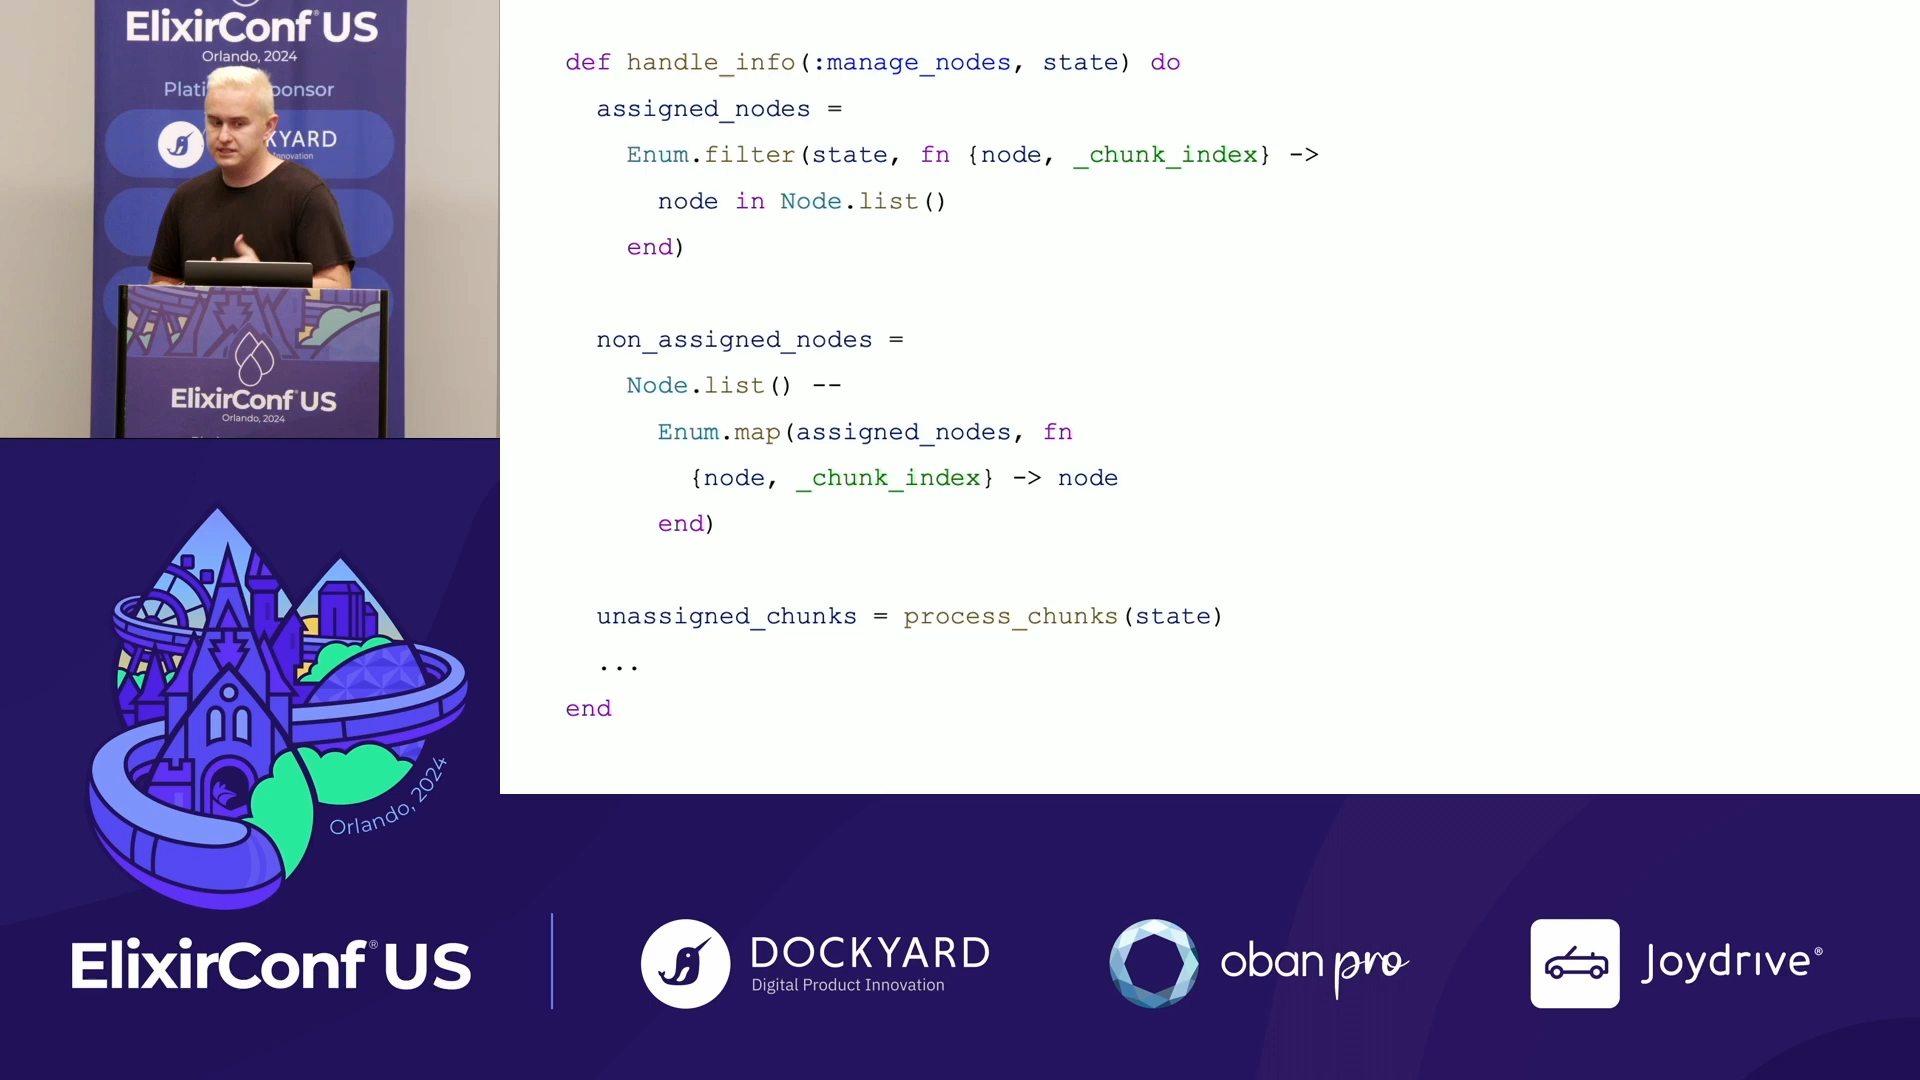 ElixirConf® US
Orlando, 2024
Plati onsor
KYARD
nnovation
ElixirConf® US
Orlando, 2024
def handle_info(:manage_nodes, state) do
  assigned_nodes =
    Enum.filter(state, fn {node, _chunk_index} ->
      node in Node.list()
    end)
  non_assigned_nodes =
    Node.list() --
      Enum.map(assigned_nodes, fn
        {node, _chunk_index} -> node
      end)
  unassigned_chunks = process_chunks(state)
  ...
end
Orlando, 2024
ElixirConf® US
DOCKYARD
Digital Product Innovation
oban pro
Joydrive®